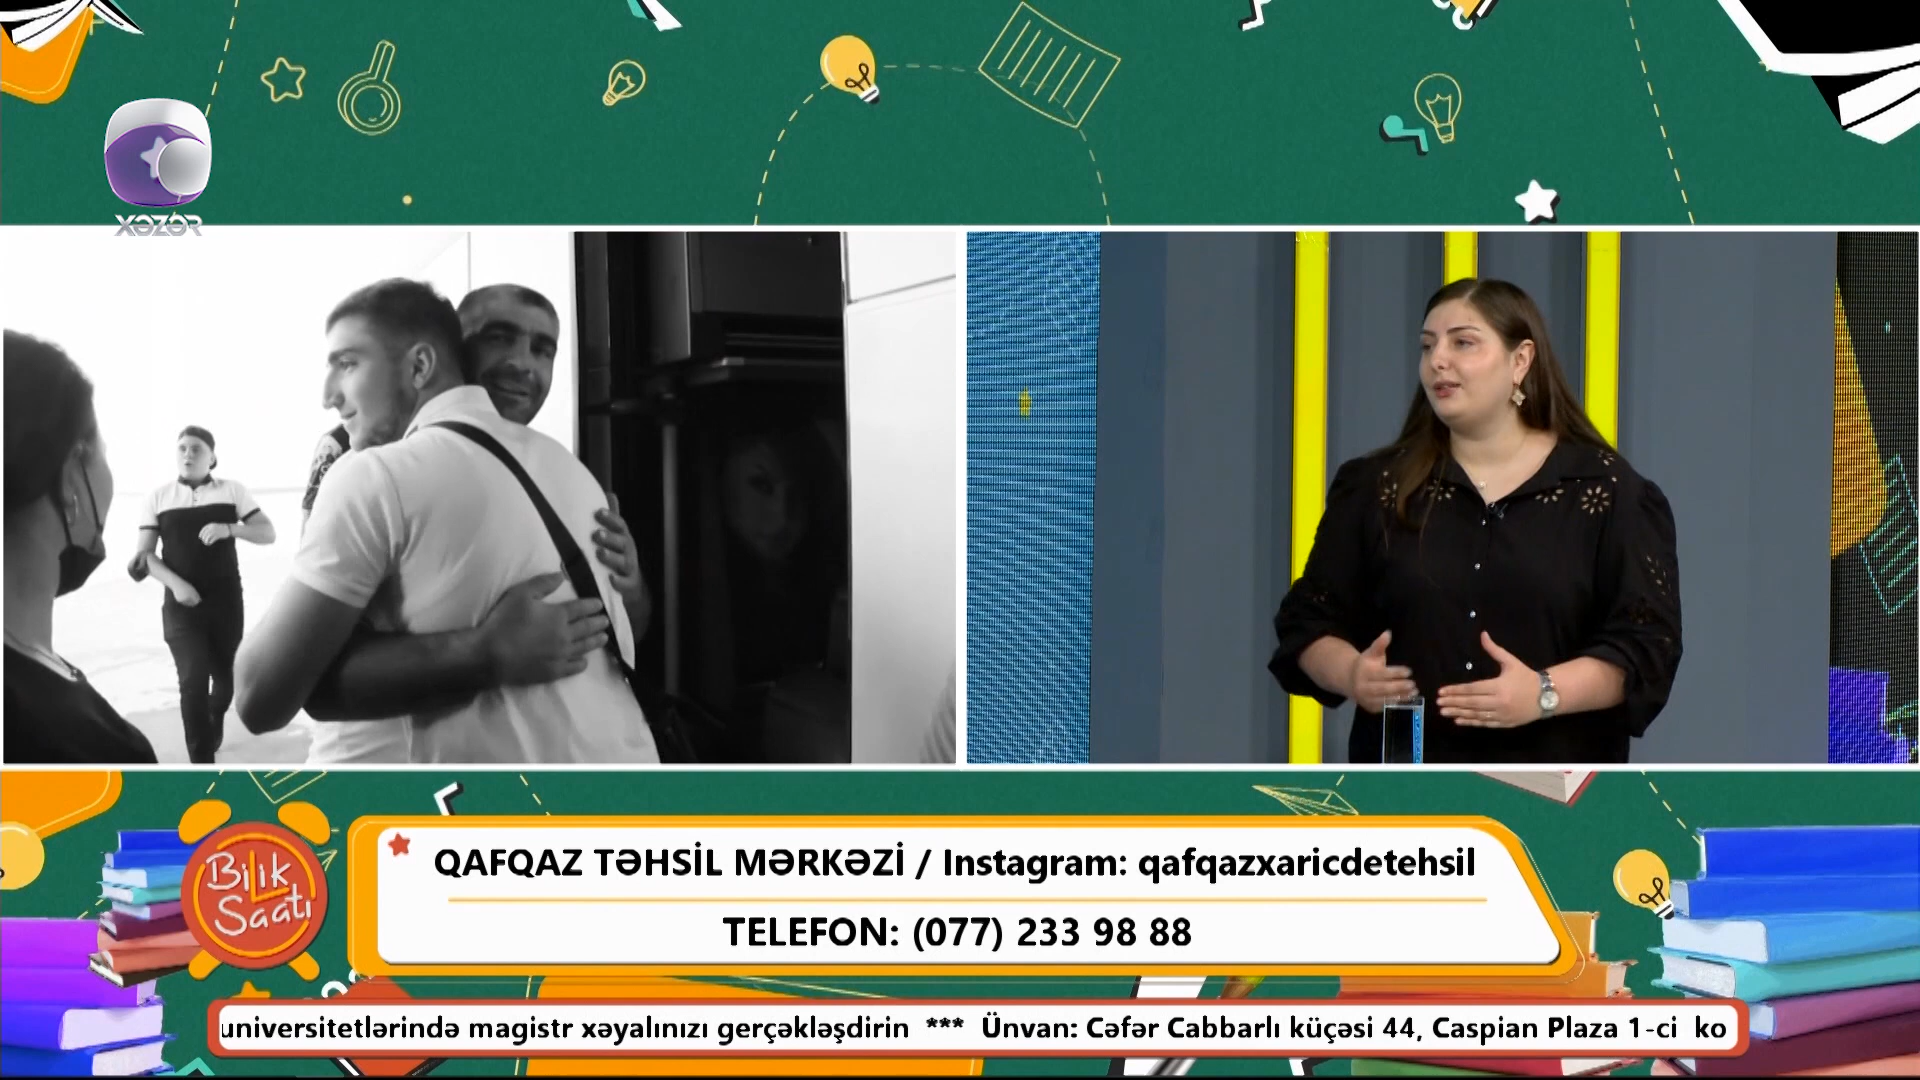 XƏZƏR
QAFQAZ TƏHSİL MƏRKƏZİ / Instagram: qafqazxaricdetehsil
TELEFON: (077) 233 98 88
Bilik
Saatı
universitetlərində magistr xəyalınızı gerçəkləşdirin *** Ünvan: Cəfər Cabbarlı küçəsi 44, Caspian Plaza 1-ci ko